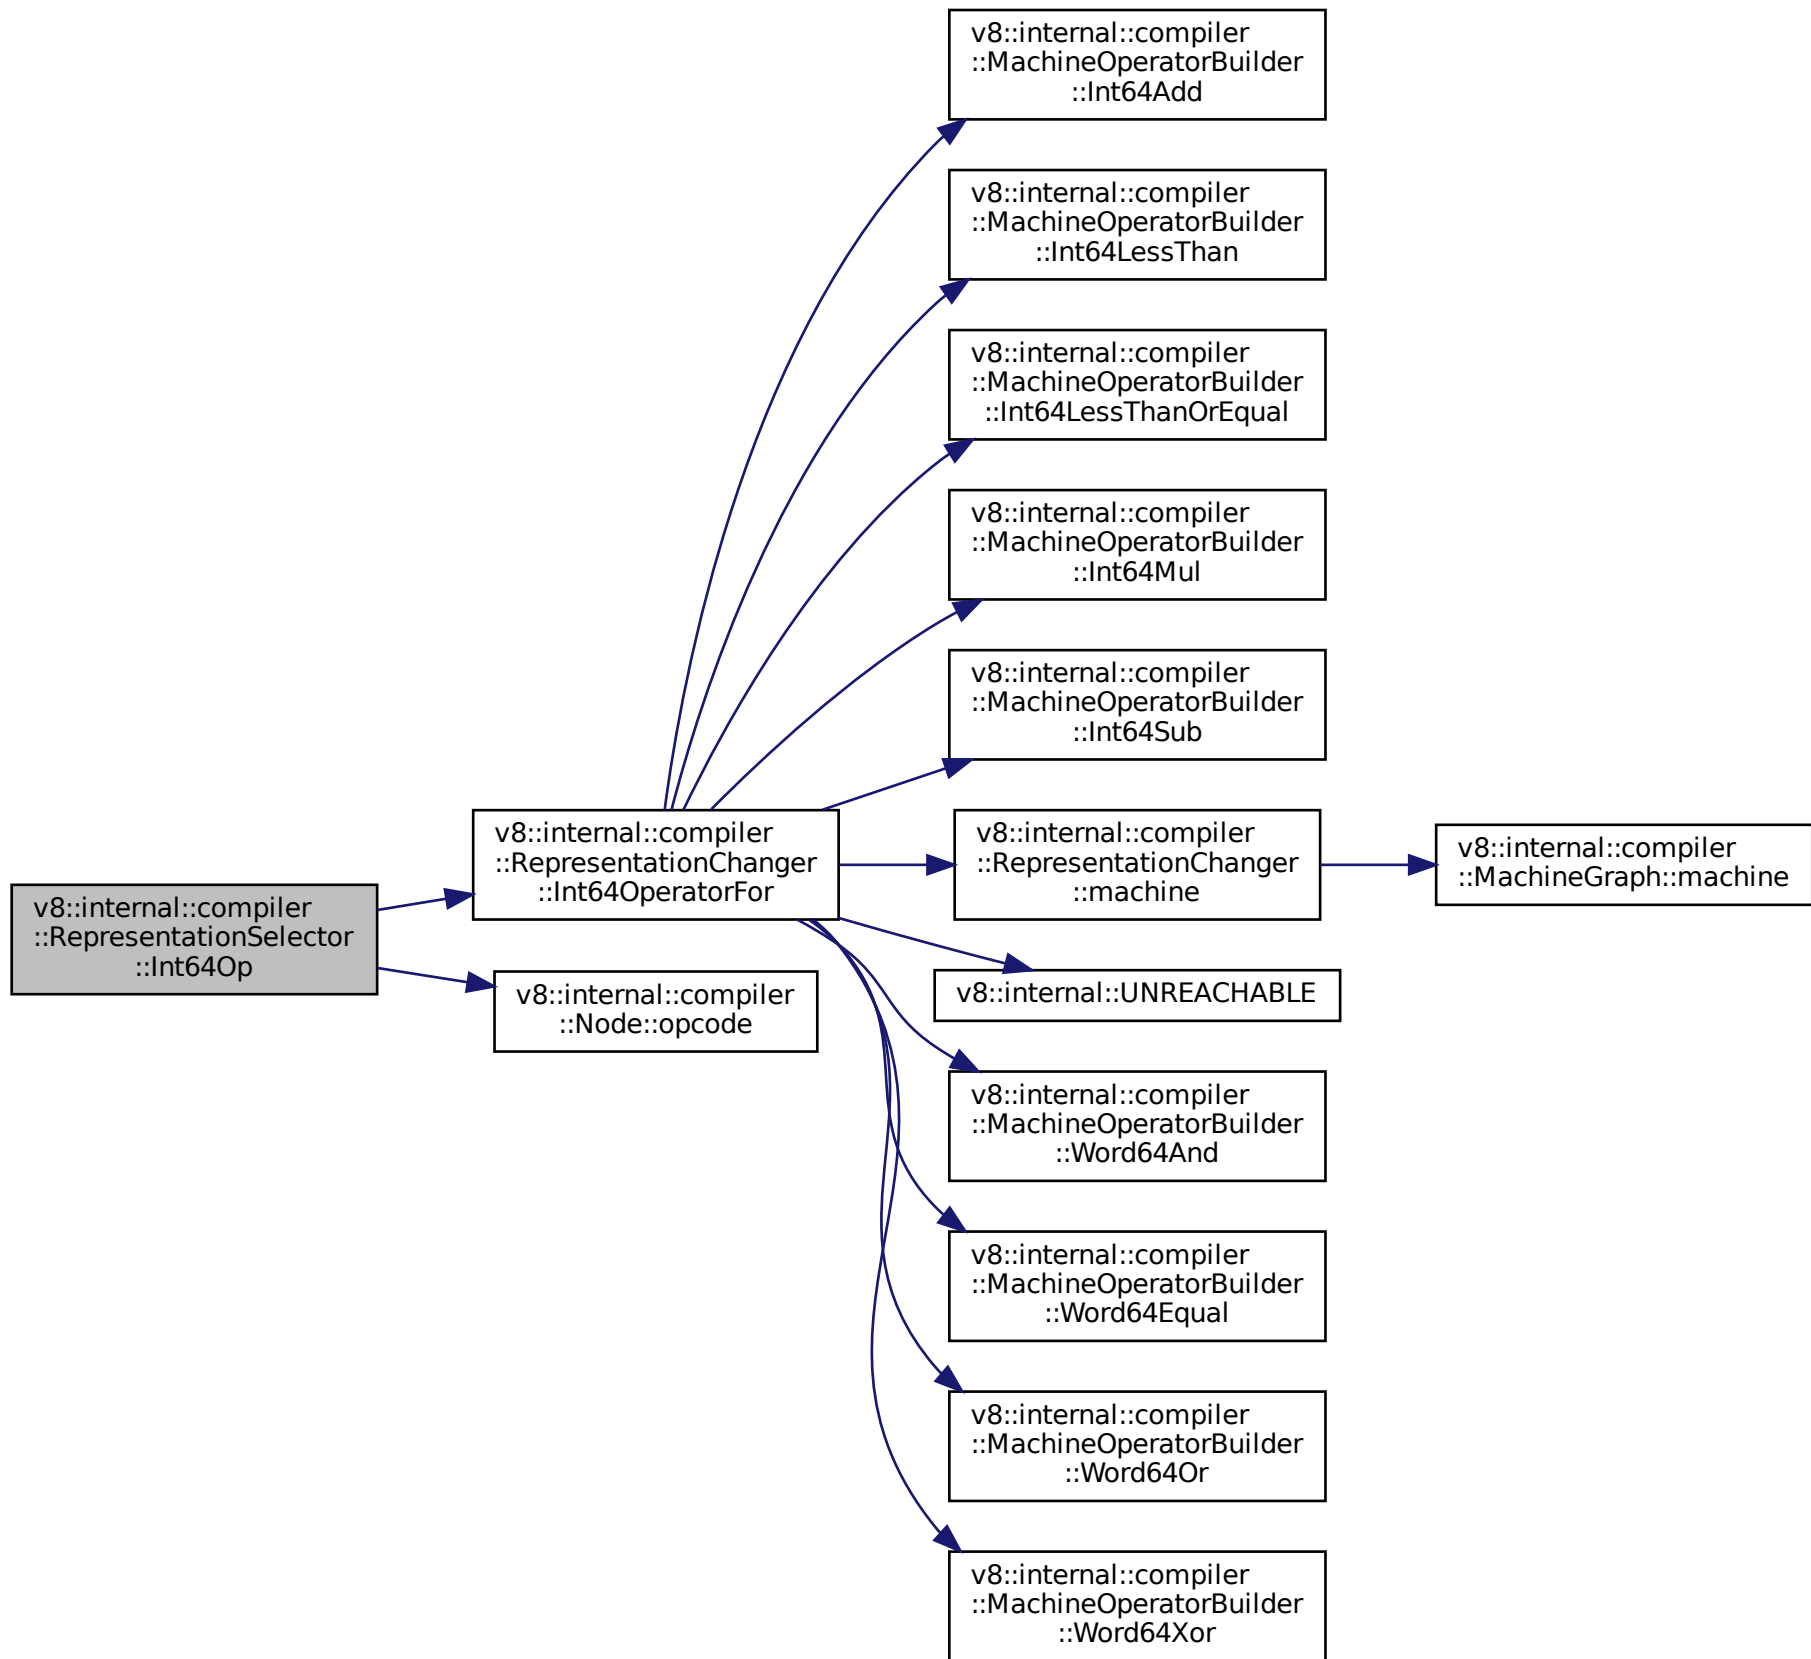 v8::internal::compiler
::RepresentationSelector
::Int64Op
v8::internal::compiler
::RepresentationChanger
::Int64OperatorFor
v8::internal::compiler
::Node::opcode
v8::internal::compiler
::MachineOperatorBuilder
::Int64Add
v8::internal::compiler
::MachineOperatorBuilder
::Int64LessThan
v8::internal::compiler
::MachineOperatorBuilder
::Int64LessThanOrEqual
v8::internal::compiler
::MachineOperatorBuilder
::Int64Mul
v8::internal::compiler
::MachineOperatorBuilder
::Int64Sub
v8::internal::compiler
::RepresentationChanger
::machine
v8::internal::compiler
::MachineGraph::machine
v8::internal::UNREACHABLE
v8::internal::compiler
::MachineOperatorBuilder
::Word64And
v8::internal::compiler
::MachineOperatorBuilder
::Word64Equal
v8::internal::compiler
::MachineOperatorBuilder
::Word64Or
v8::internal::compiler
::MachineOperatorBuilder
::Word64Xor